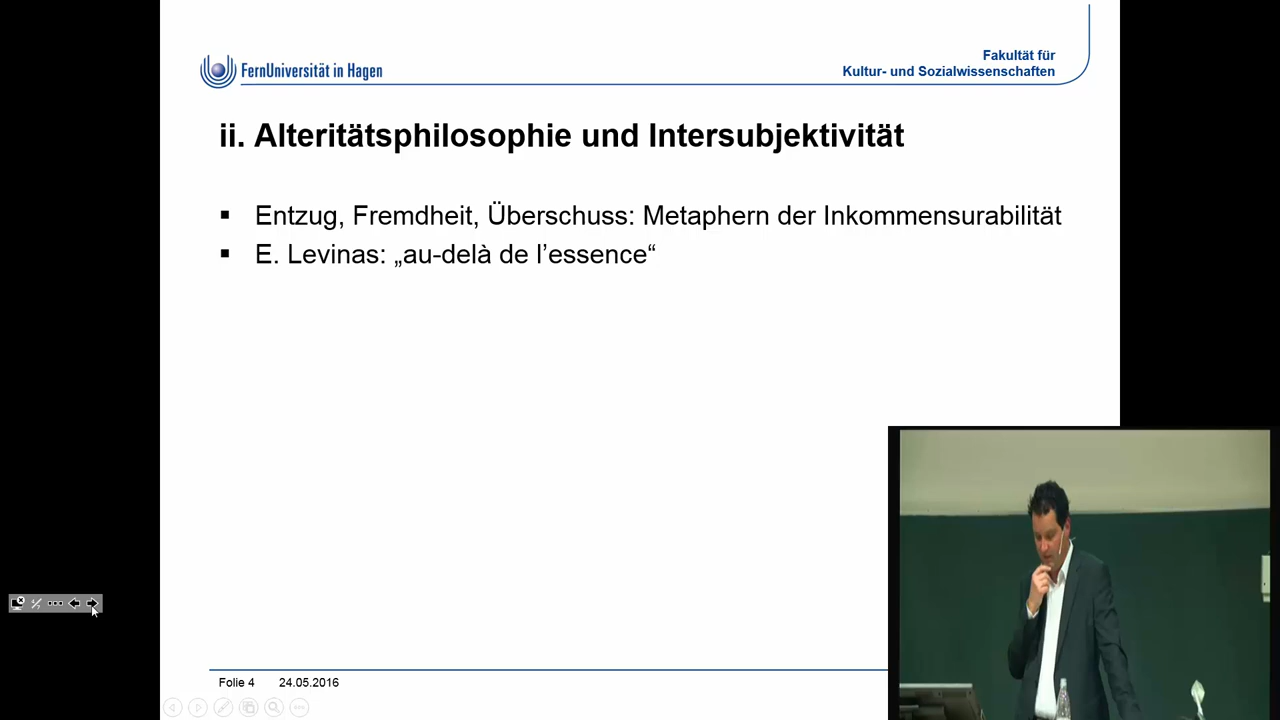 FernUniversität in Hagen
Fakultät für
Kultur- und Sozialwissenschaften
ii. Alteritätsphilosophie und Intersubjektivität
Entzug, Fremdheit, Überschuss: Metaphern der Inkommensurabilität
E. Levinas: „au-delà de l’essence“
Folie 4 24.05.2016